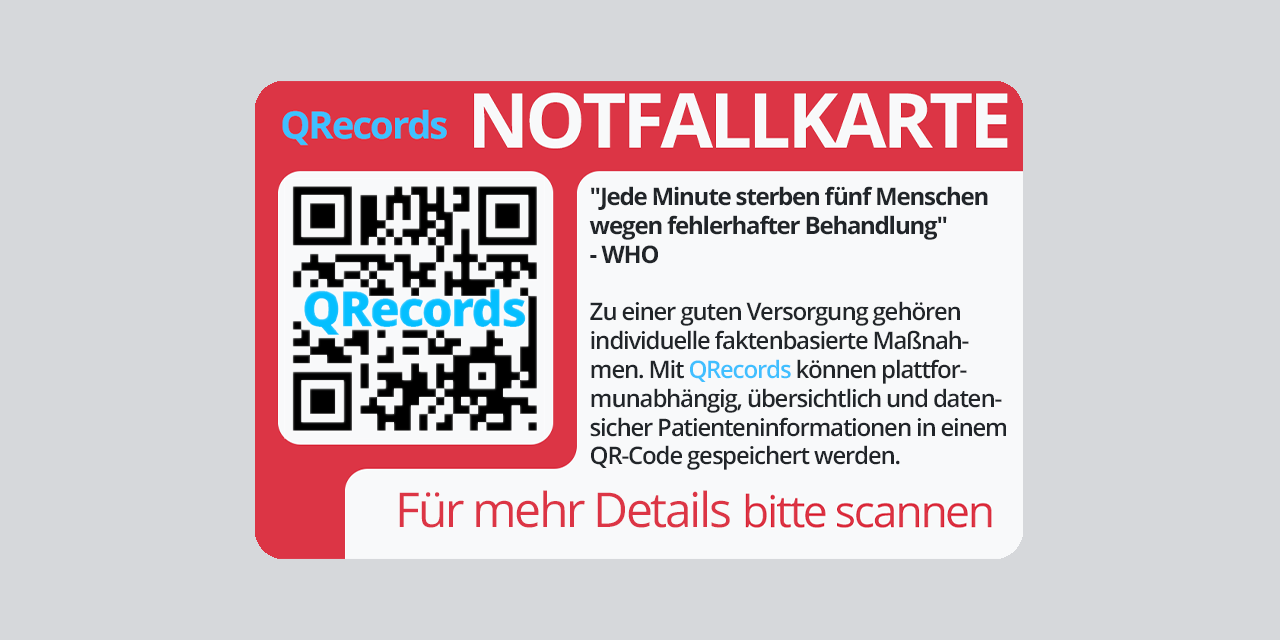 QRecords NOTFALLKARTE
QRecords
"Jede Minute sterben fünf Menschen
wegen fehlerhafter Behandlung"
- WHO
Zu einer guten Versorgung gehören
individuelle faktenbasierte Maßnah-
men. Mit QRecords können plattfor-
munabhängig, übersichtlich und daten-
sicher Patienteninformationen in einem
QR-Code gespeichert werden.
Für mehr Details bitte scannen